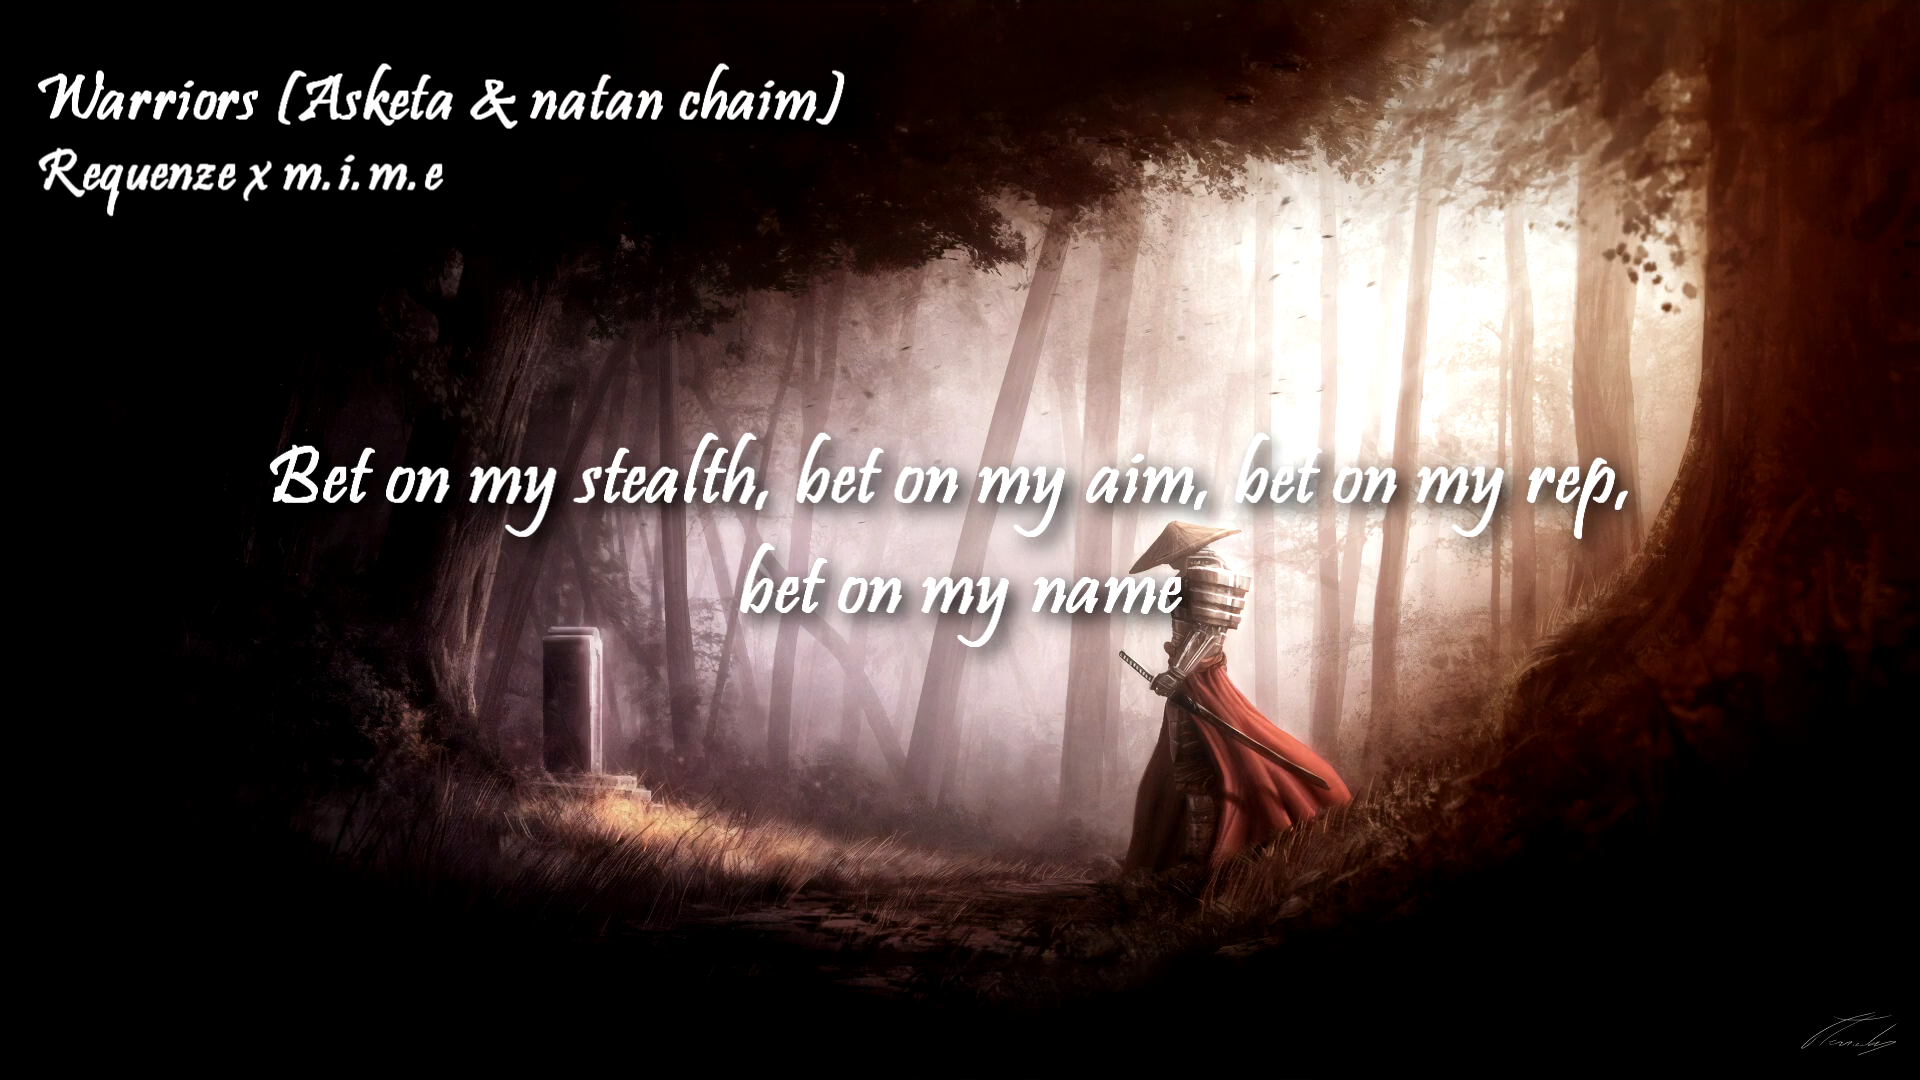 Warriors (Asketa & natan chaim)
Requenze x m.i.m.e
Bet on my stealth, bet on my aim, bet on my rep,
bet on my name